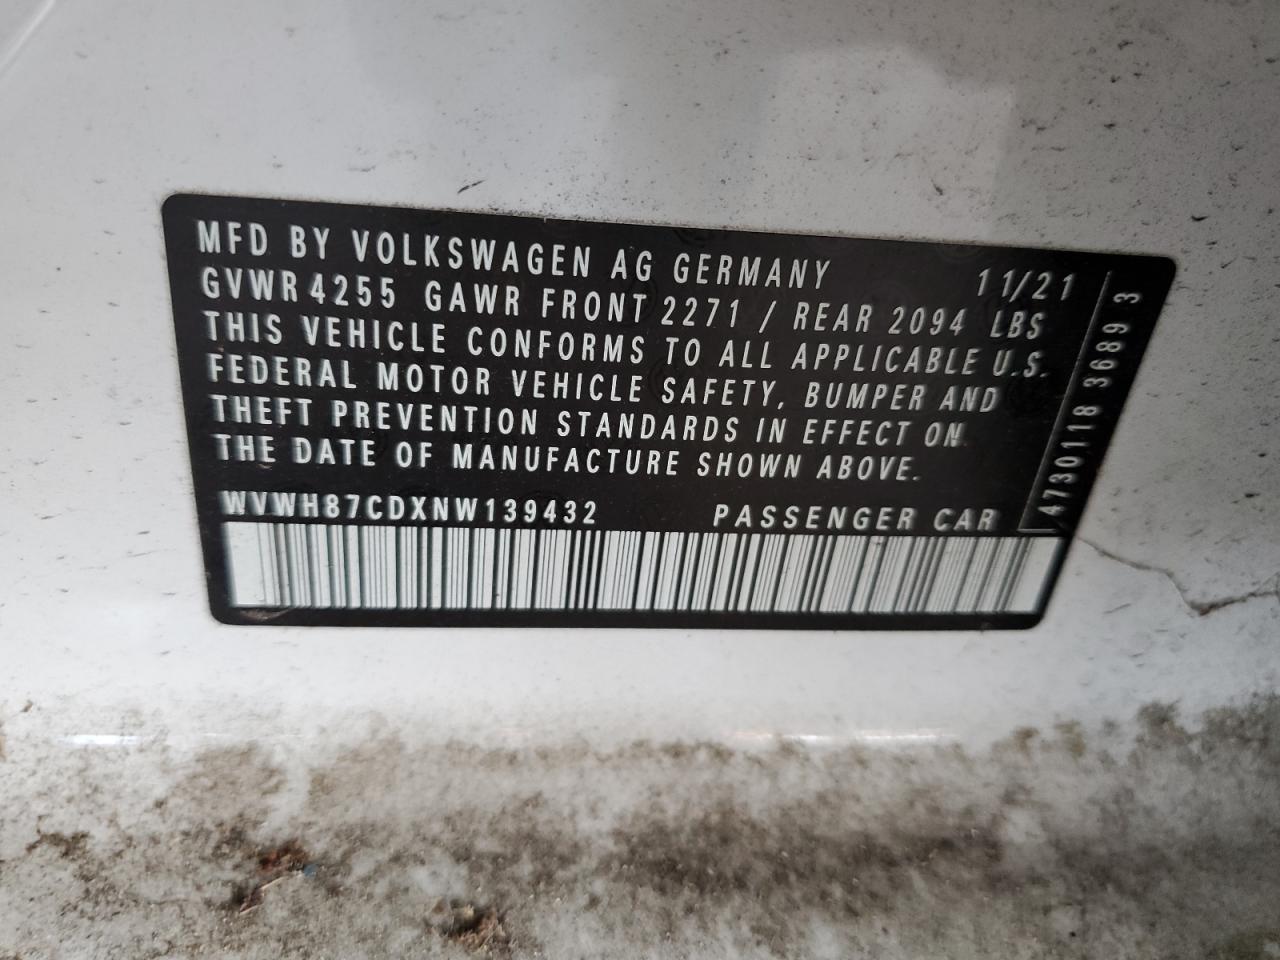 MFD BY VOLKSWAGEN AG GERMANY 11/21
GVWR 4255 GAWR FRONT 2271 / REAR 2094 LBS
THIS VEHICLE CONFORMS TO ALL APPLICABLE U.S.
FEDERAL MOTOR VEHICLE SAFETY, BUMPER AND
THEFT PREVENTION STANDARDS IN EFFECT ON
THE DATE OF MANUFACTURE SHOWN ABOVE.
WVWH87CDXNW139432 PASSENGER CAR
4730118 3689 3